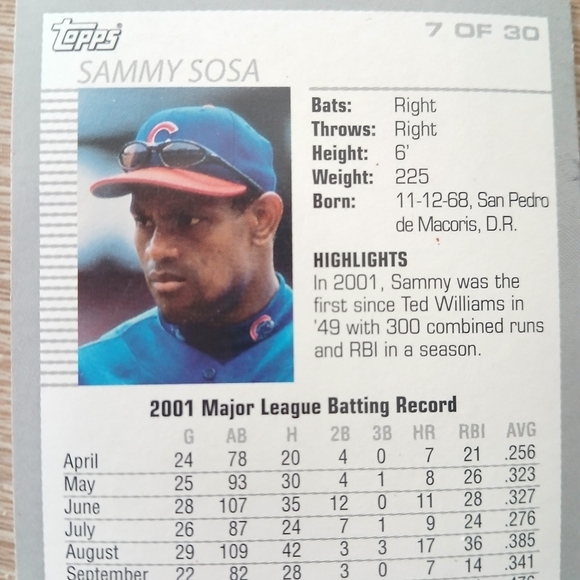 Topps
7 OF 30
SAMMY SOSA
Bats: Right
Throws: Right
Height: 6'
Weight: 225
Born: 11-12-68, San Pedro
de Macoris, D.R.
HIGHLIGHTS
In 2001, Sammy was the
first since Ted Williams in
'49 with 300 combined runs
and RBI in a season.
2001 Major League Batting Record
G AB H 2B 3B HR RBI AVG
April 24 78 20 4 0 7 21 .256
May 25 93 30 4 1 8 26 .323
June 28 107 35 12 0 11 28 .327
July 26 87 24 7 1 9 24 .276
August 29 109 42 3 3 17 36 .385
September 22 82 28 3 0 7 14 .341